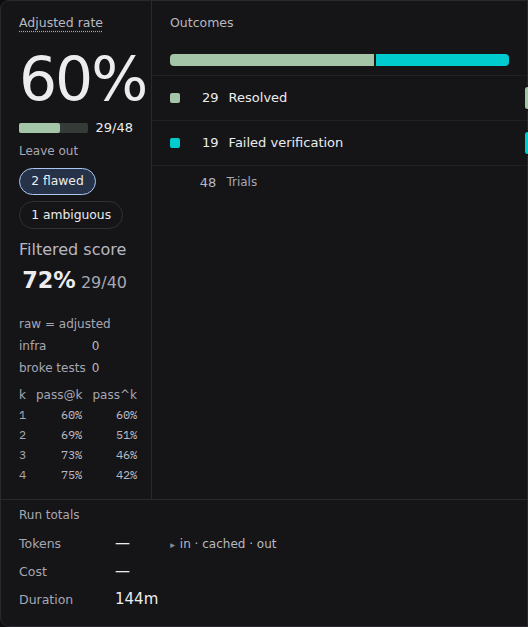 Adjusted rate
60%
29/48
Leave out
2 flawed
1 ambiguous
Filtered score
72% 29/40
raw = adjusted
infra 0
broke tests 0
k pass@k pass^k
1 60% 60%
2 69% 51%
3 73% 46%
4 75% 42%
Outcomes
29 Resolved
19 Failed verification
48 Trials
Run totals
Tokens — ▸ in · cached · out
Cost —
Duration 144m